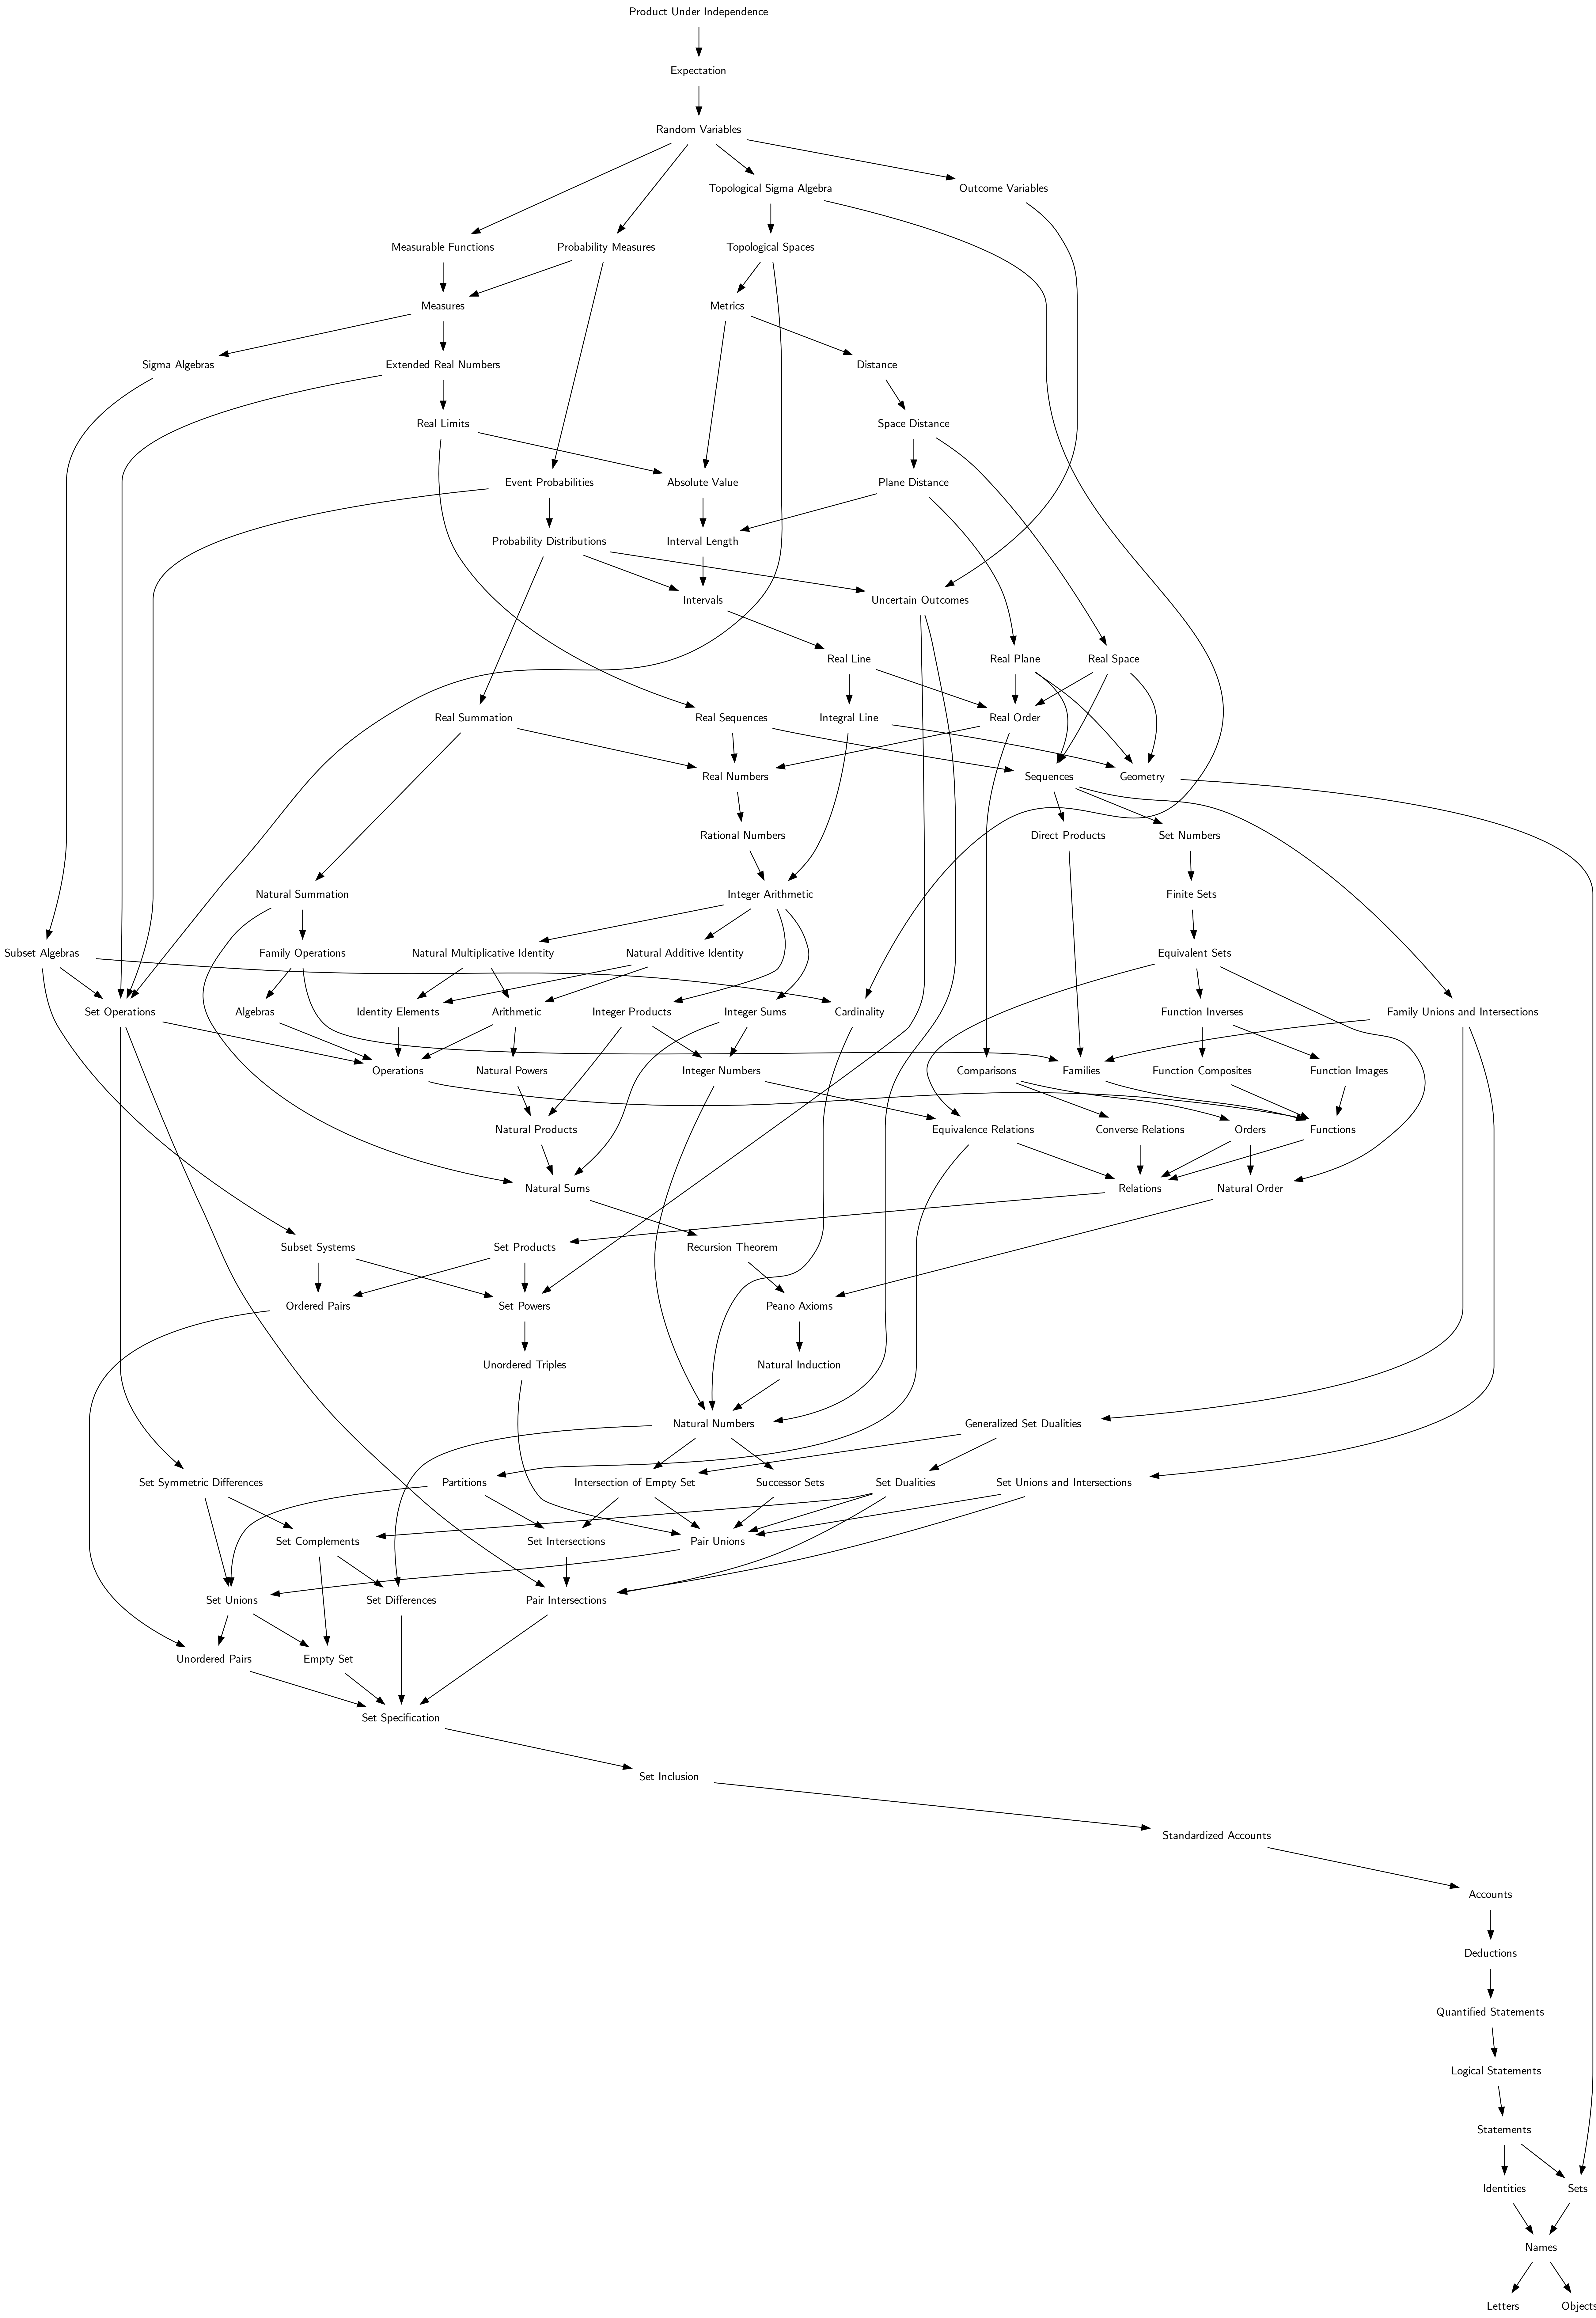 Product Under Independence
Expectation
Random Variables
Topological Sigma Algebra
Outcome Variables
Measurable Functions
Probability Measures
Topological Spaces
Measures
Metrics
Sigma Algebras
Extended Real Numbers
Distance
Real Limits
Space Distance
Event Probabilities
Absolute Value
Plane Distance
Probability Distributions
Interval Length
Intervals
Uncertain Outcomes
Real Line
Real Plane
Real Space
Real Summation
Real Sequences
Integral Line
Real Order
Real Numbers
Sequences
Geometry
Rational Numbers
Direct Products
Set Numbers
Natural Summation
Integer Arithmetic
Finite Sets
Subset Algebras
Family Operations
Natural Multiplicative Identity
Natural Additive Identity
Equivalent Sets
Set Operations
Algebras
Identity Elements
Arithmetic
Integer Products
Integer Sums
Cardinality
Function Inverses
Family Unions and Intersections
Operations
Natural Powers
Integer Numbers
Comparisons
Families
Function Composites
Function Images
Natural Products
Equivalence Relations
Converse Relations
Orders
Functions
Natural Sums
Relations
Natural Order
Subset Systems
Set Products
Recursion Theorem
Ordered Pairs
Set Powers
Peano Axioms
Unordered Triples
Natural Induction
Natural Numbers
Generalized Set Dualities
Set Symmetric Differences
Partitions
Intersection of Empty Set
Successor Sets
Set Dualities
Set Unions and Intersections
Set Complements
Set Intersections
Pair Unions
Set Unions
Set Differences
Pair Intersections
Unordered Pairs
Empty Set
Set Specification
Set Inclusion
Standardized Accounts
Accounts
Deductions
Quantified Statements
Logical Statements
Statements
Identities
Sets
Names
Letters
Objects